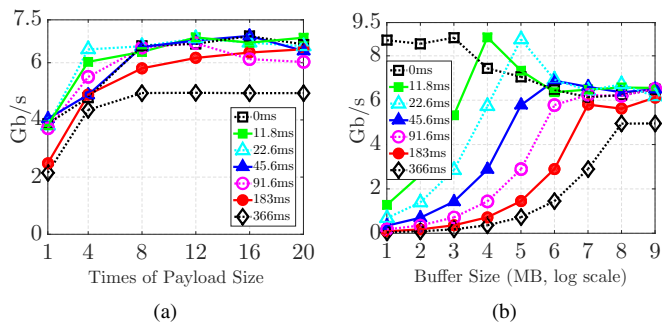 7.5
6
4
2
0
Gb/s
0ms
11.8ms
22.6ms
45.6ms
91.6ms
183ms
366ms
1 4 8 12 16 20
Times of Payload Size
(a)
9.5
8
6
4
2
0
Gb/s
0ms
11.8ms
22.6ms
45.6ms
91.6ms
183ms
366ms
1 2 3 4 5 6 7 8 9
Buffer Size (MB, log scale)
(b)